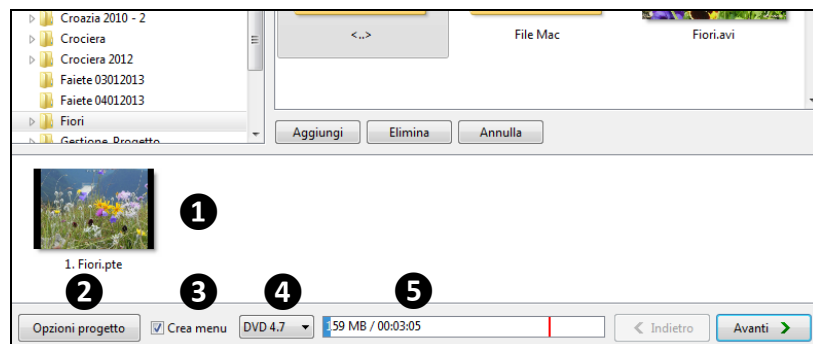 Croazia 2010 - 2
Crociera
Crociera 2012
Faiete 03012013
Faiete 04012013
Fiori
Gestione Progetto
<..>
File Mac
Fiori.avi
Aggiungi
Elimina
Annulla
1
1. Fiori.pte
2
3
4
5
Opzioni progetto
Crea menu
DVD 4.7
159 MB / 00:03:05
Indietro
Avanti